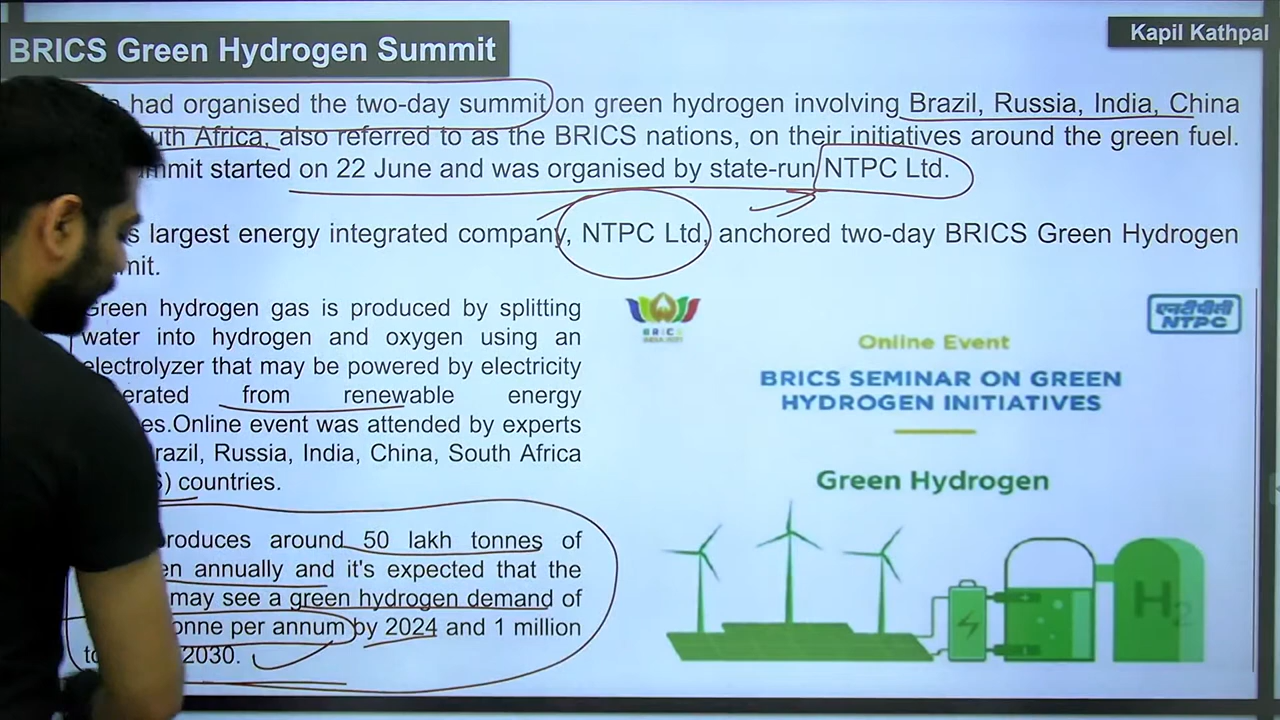 BRICS Green Hydrogen Summit
Kapil Kathpal
had organised the two-day summit on green hydrogen involving Brazil, Russia, India, China
uth Africa, also referred to as the BRICS nations, on their initiatives around the green fuel.
mmit started on 22 June and was organised by state-run NTPC Ltd.
s largest energy integrated company, NTPC Ltd, anchored two-day BRICS Green Hydrogen
mit.
Green hydrogen gas is produced by splitting
water into hydrogen and oxygen using an
electrolyzer that may be powered by electricity
erated from renewable energy
es.Online event was attended by experts
razil, Russia, India, China, South Africa
) countries.
roduces around 50 lakh tonnes of
en annually and it's expected that the
may see a green hydrogen demand of
onne per annum by 2024 and 1 million
2030.
BRICS
INDIA 2021
एनटीपीसी
NTPC
Online Event
BRICS SEMINAR ON GREEN
HYDROGEN INITIATIVES
Green Hydrogen
H2